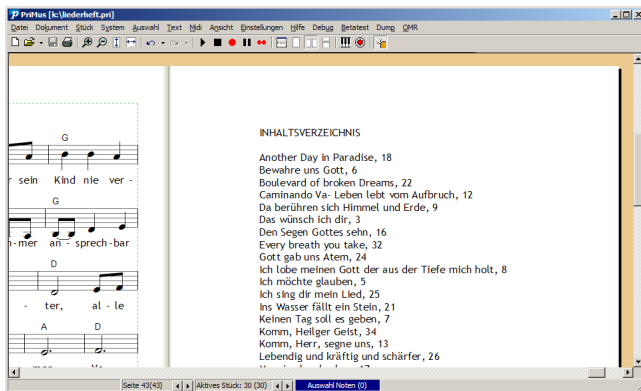 PriMus [k:\liederheft.pri]
Datei Dokument Stück System Auswahl Text Midi Ansicht Einstellungen Hilfe Debug Betatest Dump OMR
G
r sein Kind nie ver -
G
m-mer an - sprech-bar
D
- ter, al - le
A D
INHALTSVERZEICHNIS
Another Day in Paradise, 18
Bewahre uns Gott, 6
Boulevard of broken Dreams, 22
Caminando Va- Leben lebt vom Aufbruch, 12
Da berühren sich Himmel und Erde, 9
Das wünsch ich dir, 3
Den Segen Gottes sehn, 16
Every breath you take, 32
Gott gab uns Atem, 24
Ich lobe meinen Gott der aus der Tiefe mich holt, 8
Ich möchte glauben, 5
Ich sing dir mein Lied, 25
Ins Wasser fällt ein Stein, 21
Keinen Tag soll es geben, 7
Komm, Heilger Geist, 34
Komm, Herr, segne uns, 13
Lebendig und kräftig und schärfer, 26
Seite 43(43) Aktives Stück: 30 (30) Auswahl Noten (0)